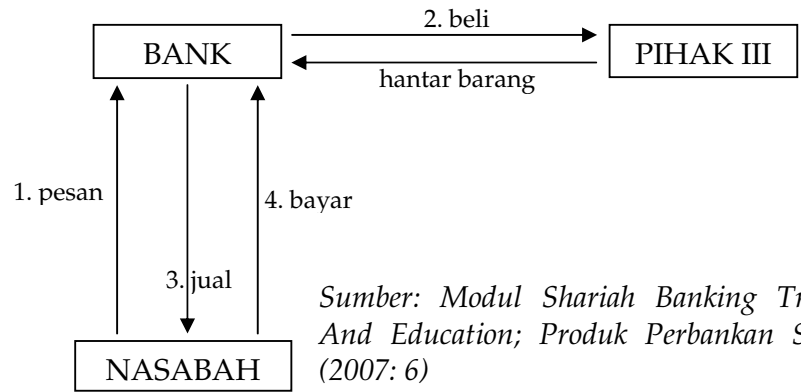 2. beli
BANK
PIHAK III
hantar barang
1. pesan
4. bayar
3. jual
Sumber: Modul Shariah Banking
And Education; Produk Perbankan
NASABAH
(2007: 6)